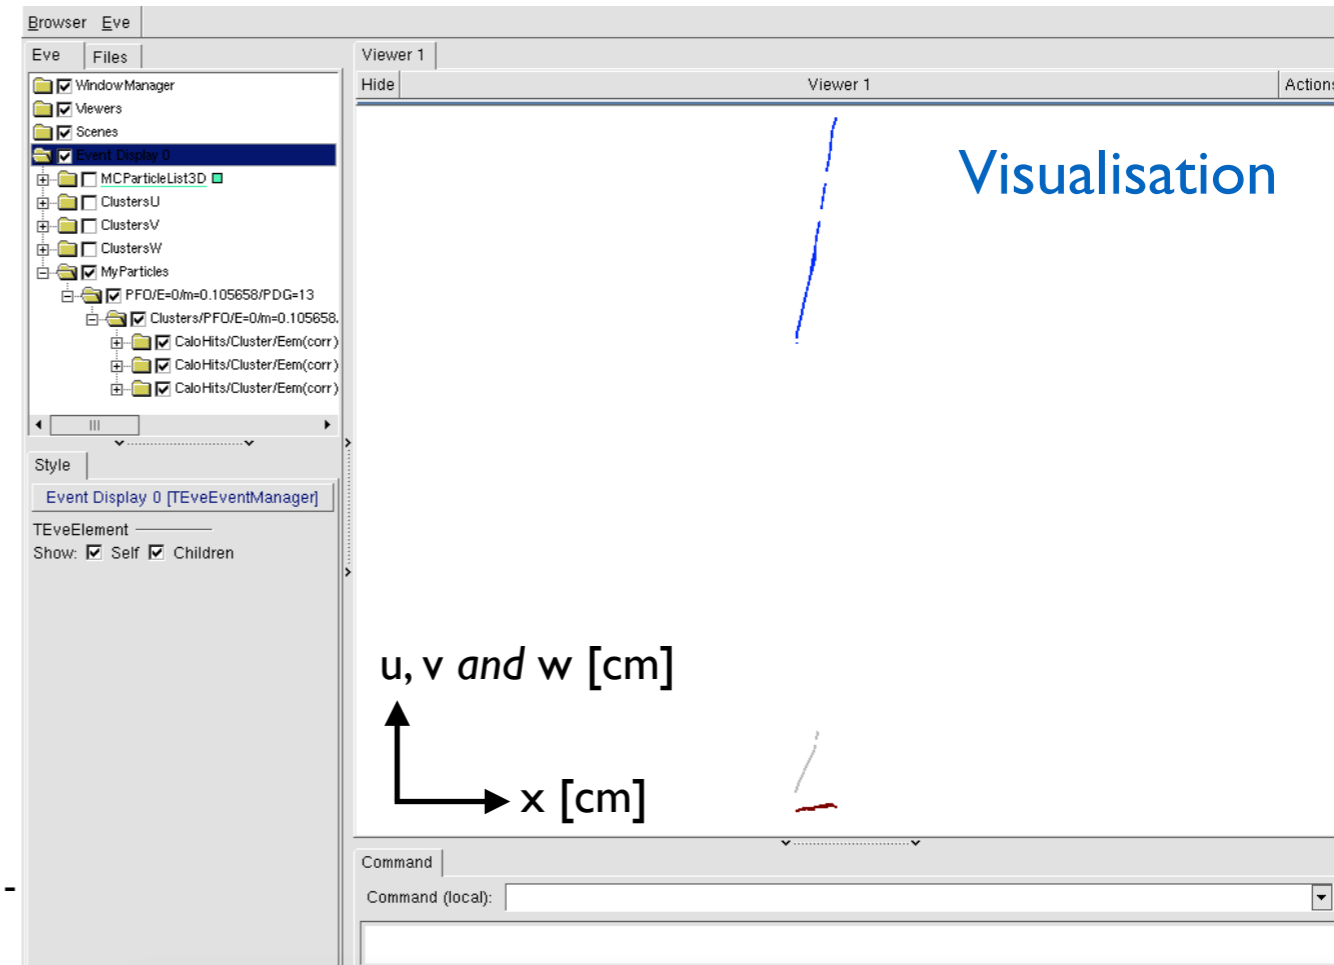 Browser Eve
Eve Files
WindowManager
Viewers
Scenes
Event Display 0
MCParticleList3D
ClustersU
ClustersV
ClustersW
MyParticles
PFO/E=0/m=0.105658/PDG=13
Clusters/PFO/E=0/m=0.105658.
CaloHits/Cluster/Eem(corr)
CaloHits/Cluster/Eem(corr)
CaloHits/Cluster/Eem(corr)
Style
Event Display 0 [TEveEventManager]
TEveElement
Show: Self Children
Viewer 1
Hide Viewer 1 Actions
Visualisation
u, v and w [cm]
x [cm]
Command
Command (local):
-